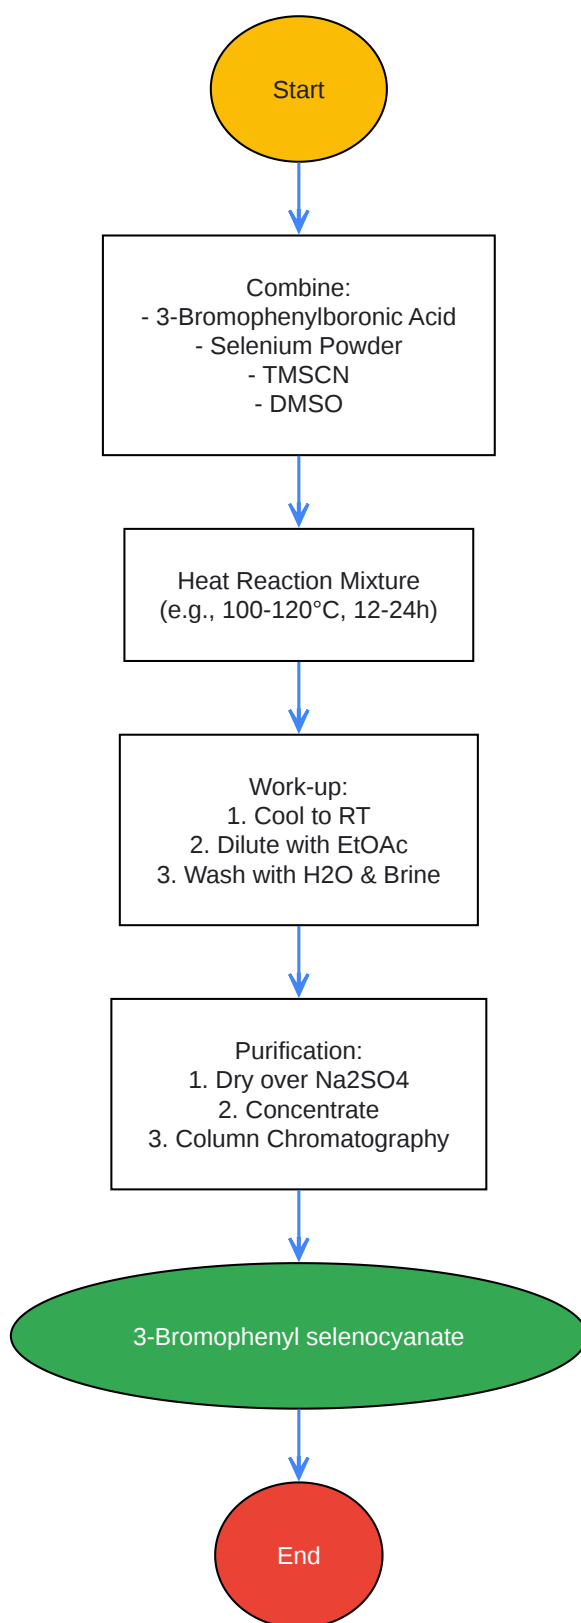 Start
Combine:
- 3-Bromophenylboronic Acid
- Selenium Powder
- TMSCN
- DMSO
Heat Reaction Mixture
(e.g., 100-120°C, 12-24h)
Work-up:
1. Cool to RT
2. Dilute with EtOAc
3. Wash with H2O & Brine
Purification:
1. Dry over Na2SO4
2. Concentrate
3. Column Chromatography
3-Bromophenyl selenocyanate
End